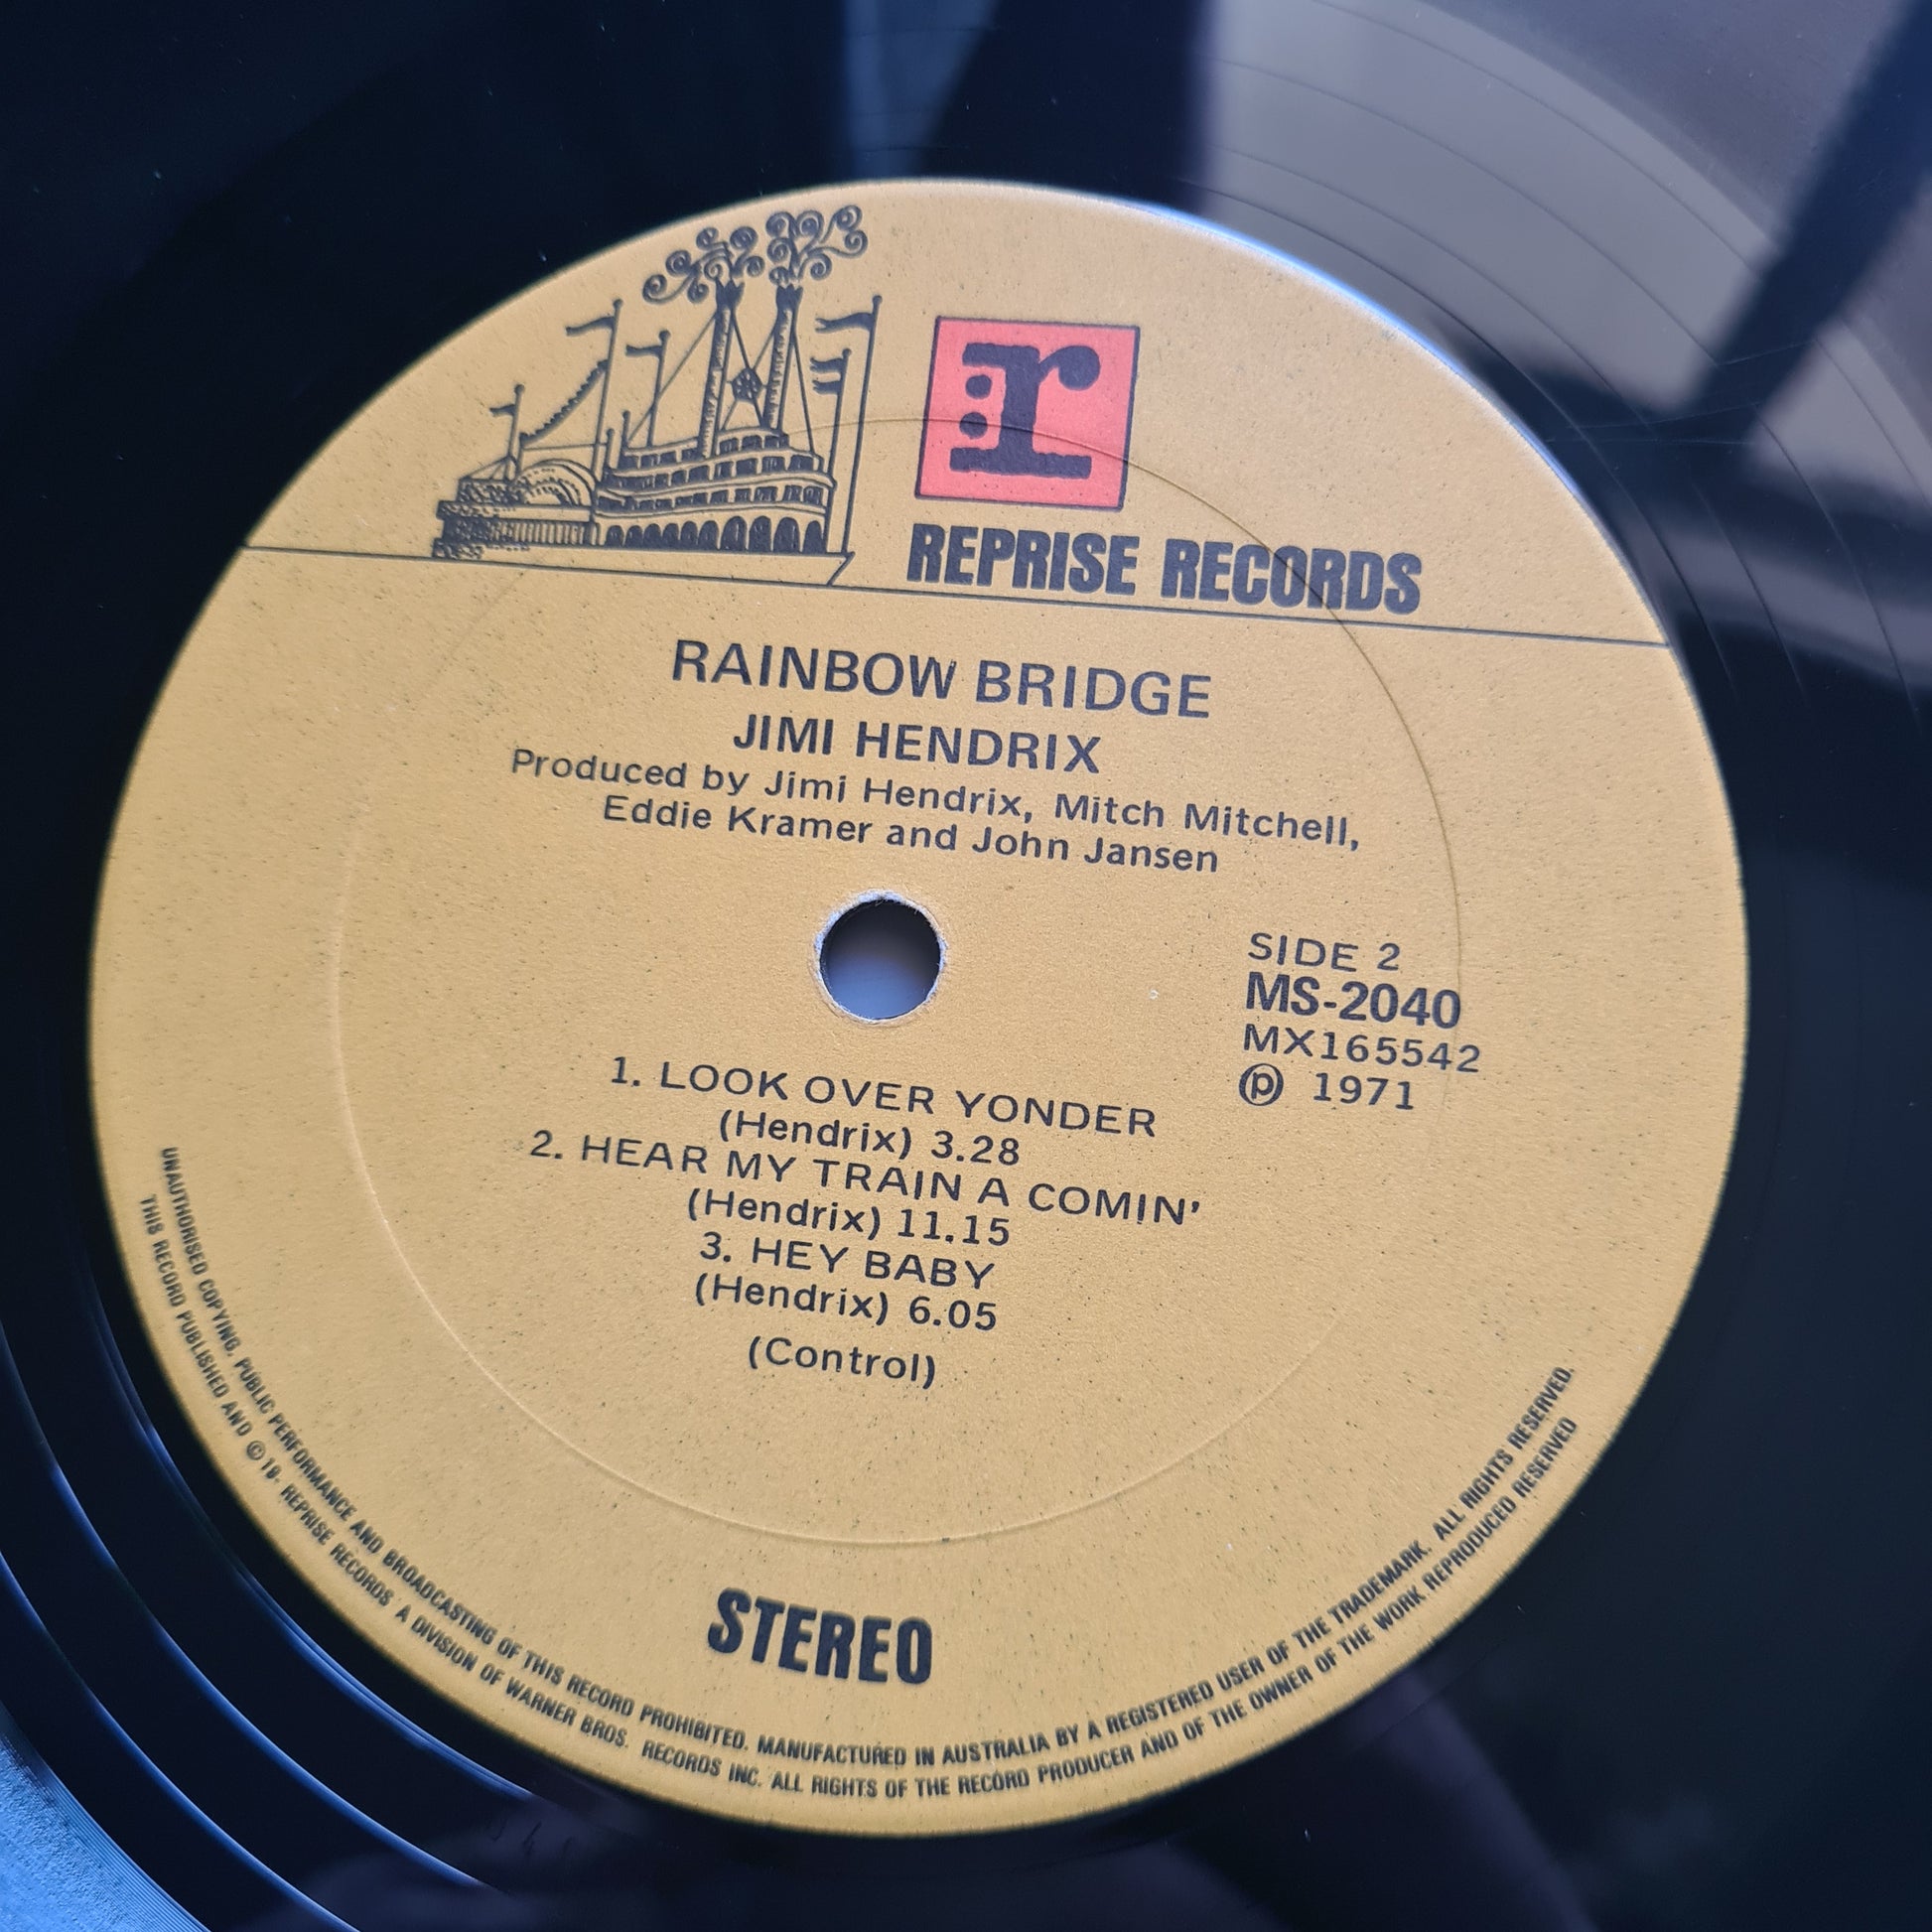 :r
REPRISE RECORDS
RAINBOW BRIDGE
JIMI HENDRIX
Produced by Jimi Hendrix, Mitch Mitchell,
Eddie Kramer and John Jansen
SIDE 2
MS-2040
MX165542
Ⓟ 1971
1. LOOK OVER YONDER
(Hendrix) 3.28
2. HEAR MY TRAIN A COMIN'
(Hendrix) 11.15
3. HEY BABY
(Hendrix) 6.05
(Control)
STEREO
UNAUTHORISED COPYING, PUBLIC PERFORMANCE AND BROADCASTING OF THIS RECORD PROHIBITED. MANUFACTURED IN AUSTRALIA BY A REGISTERED USER OF THE TRADEMARK. ALL RIGHTS RESERVED.
THIS RECORD PUBLISHED AND © 19- REPRISE RECORDS A DIVISION OF WARNER BROS. RECORDS INC. ALL RIGHTS OF THE RECORD PRODUCER AND OF THE OWNER OF THE WORK REPRODUCED RESERVED